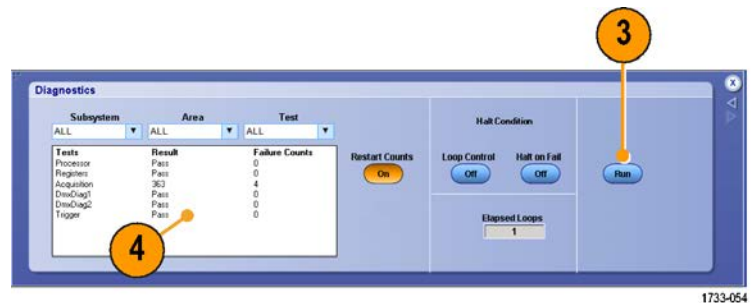 3
Diagnostics
X
Subsystem Area Test
ALL ALL ALL
Halt Condition
Tests Result Failure Counts
Processor Pass 0
Registers Pass 0
Acquisition 363 4
DmxDiag1 Pass 0
DmxDiag2 Pass 0
Trigger Pass 0
Restart Counts
On
Loop Control Halt on Fail
Off Off
Run
Elapsed Loops
1
4
1733-054